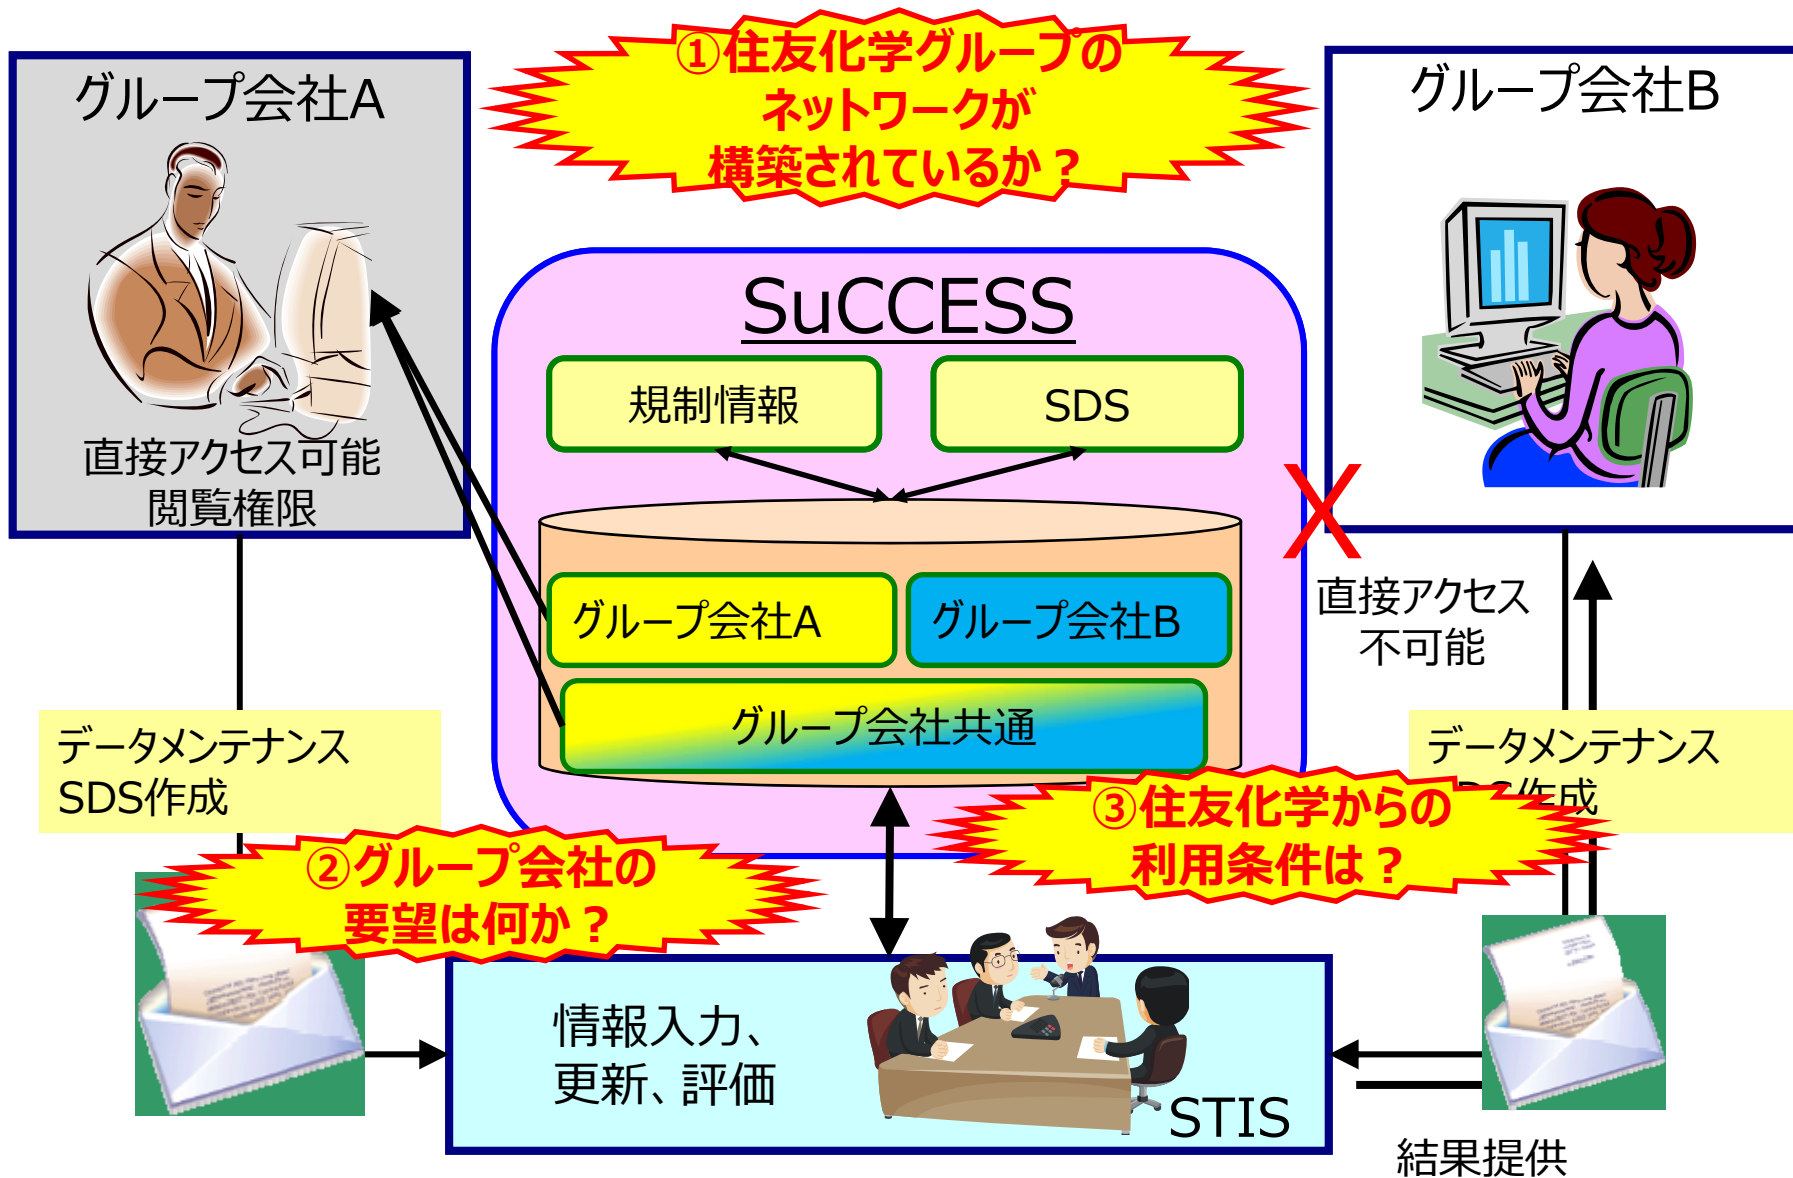 ①住友化学グループの
ネットワークが
構築されているか？
グループ会社A
直接アクセス可能
閲覧権限
グループ会社B
SuCCESS
規制情報
SDS
グループ会社A
グループ会社B
グループ会社共通
X
直接アクセス
不可能
データメンテナンス
SDS作成
データメンテナンス
作成
②グループ会社の
要望は何か？
③住友化学からの
利用条件は？
情報入力、
更新、評価
STIS
結果提供